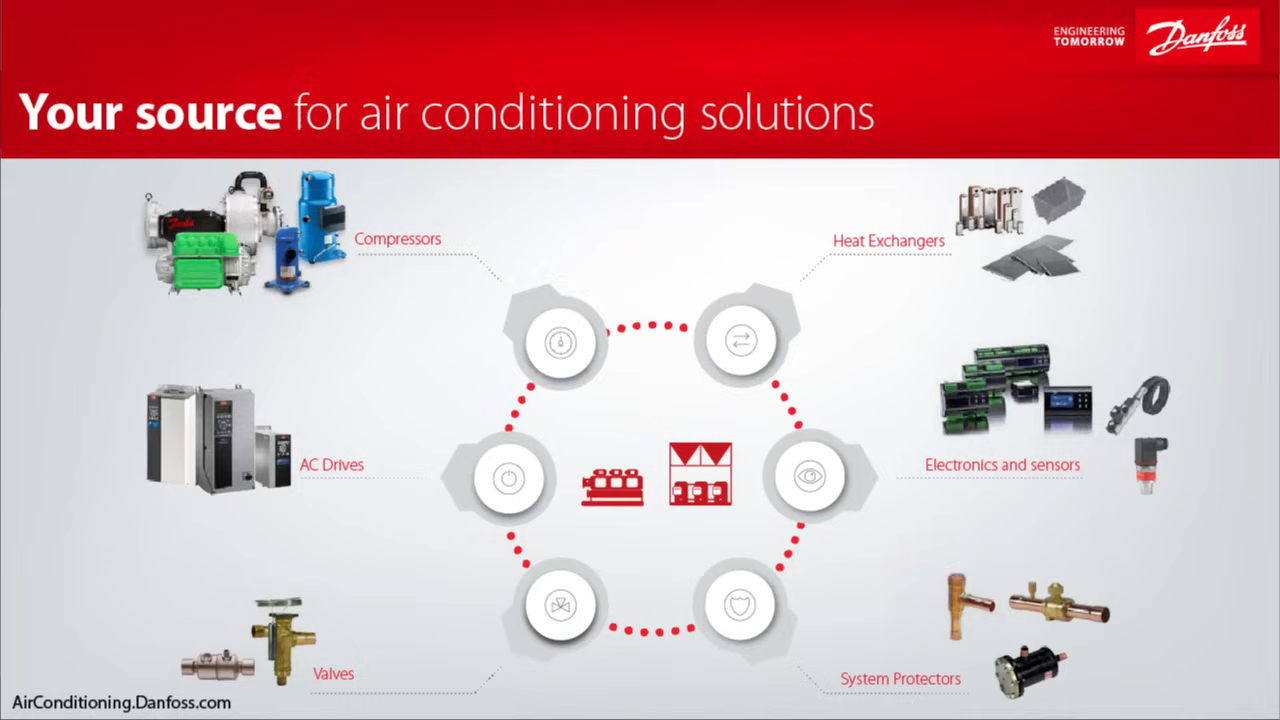 ENGINEERING
TOMORROW
Danfoss
Your source for air conditioning solutions
Danfoss
Compressors
Heat Exchangers
AC Drives
Electronics and sensors
Valves
System Protectors
AirConditioning.Danfoss.com